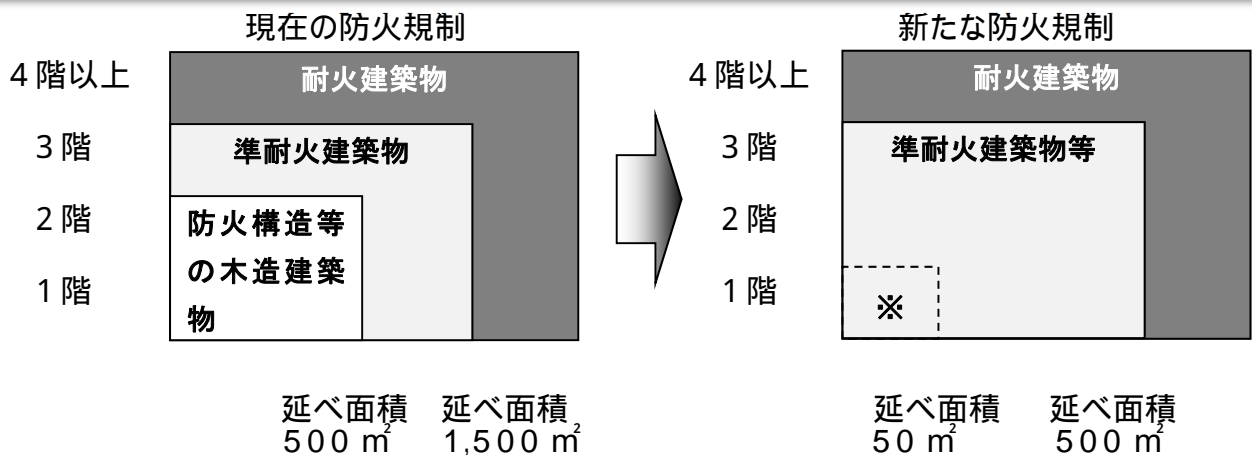 現在の防火規制
4階以上
3階
2階
1階
耐火建築物
準耐火建築物
防火構造等
の木造建築
物
延べ面積
500㎡
延べ面積
1,500㎡
新たな防火規制
4階以上
3階
2階
1階
耐火建築物
準耐火建築物等
※
延べ面積
50㎡
延べ面積
500㎡